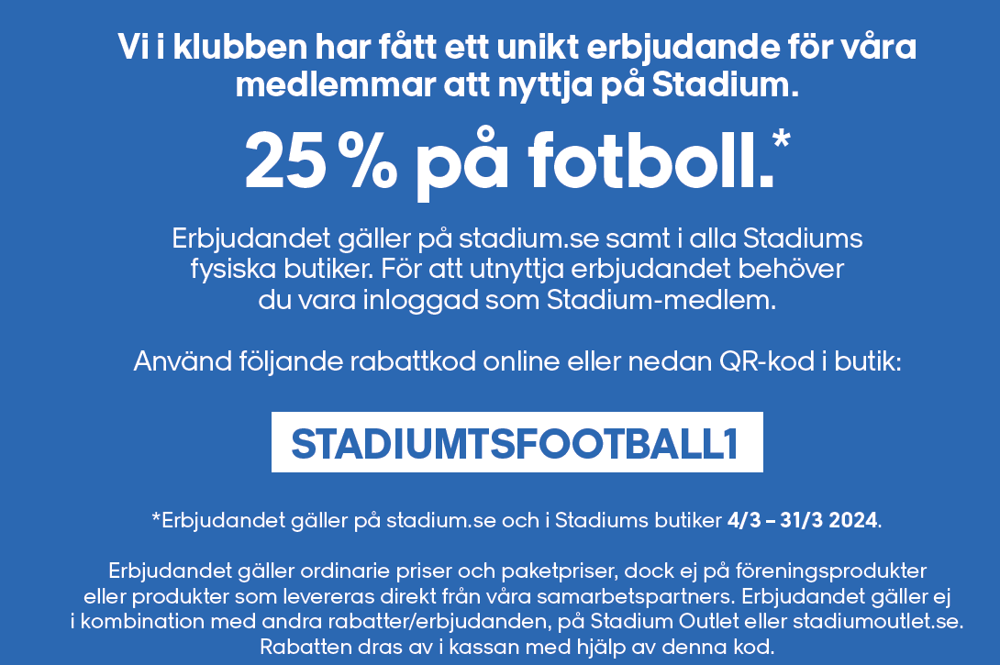 Vi i klubben har fått ett unikt erbjudande för våra
medlemmar att nyttja på Stadium.
25 % på fotboll.*
Erbjudandet gäller på stadium.se samt i alla Stadiums
fysiska butiker. För att utnyttja erbjudandet behöver
du vara inloggad som Stadium-medlem.
Använd följande rabattkod online eller nedan QR-kod i butik:
STADIUMTSFOOTBALL1
*Erbjudandet gäller på stadium.se och i Stadiums butiker 4/3 – 31/3 2024.
Erbjudandet gäller ordinarie priser och paketpriser, dock ej på föreningsprodukter
eller produkter som levereras direkt från våra samarbetspartners. Erbjudandet gäller ej
i kombination med andra rabatter/erbjudanden, på Stadium Outlet eller stadiumoutlet.se.
Rabatten dras av i kassan med hjälp av denna kod.